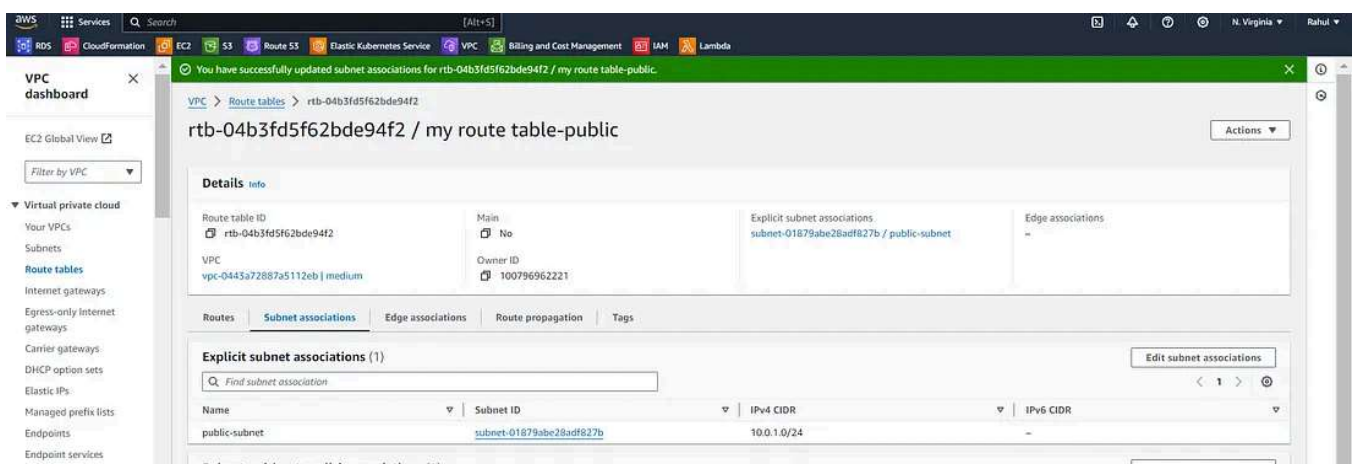 aws Services Search [Alt+S] N. Virginia Rahul
RDS CloudFormation EC2 S3 Route 53 Elastic Kubernetes Service VPC Billing and Cost Management IAM Lambda
VPC dashboard
EC2 Global View
Filter by VPC
Virtual private cloud
Your VPCs
Subnets
Route tables
Internet gateways
Egress-only Internet gateways
Carrier gateways
DHCP option sets
Elastic IPs
Managed prefix lists
Endpoints
Endpoint services
You have successfully updated subnet associations for rtb-04b3fd5f62bde94f2 / my route table-public.
VPC > Route tables > rtb-04b3fd5f62bde94f2
rtb-04b3fd5f62bde94f2 / my route table-public
Actions
Details Info
Route table ID
rtb-04b3fd5f62bde94f2
Main
No
Explicit subnet associations
subnet-01879abe28adf827b / public-subnet
Edge associations
–
VPC
vpc-0443a72887a5112eb | medium
Owner ID
100796962221
Routes Subnet associations Edge associations Route propagation Tags
Explicit subnet associations (1)
Edit subnet associations
Find subnet association
< 1 >
Name Subnet ID IPv4 CIDR IPv6 CIDR
public-subnet subnet-01879abe28adf827b 10.0.1.0/24 –